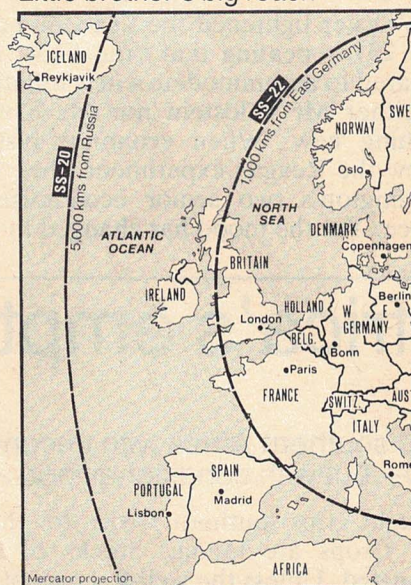 ICELAND
Reykjavik
SS-20
5,000 kms from Russia
SS-22
1,000 kms from East Germany
NORWAY
SWE
Oslo
NORTH
SEA
ATLANTIC
OCEAN
DENMARK
Copenhagen
BRITAIN
IRELAND
HOLLAND
Berlin
W
E
GERMANY
London
BELG.
Bonn
Paris
FRANCE
SWITZ.
AUS
ITALY
SPAIN
PORTUGAL
Madrid
Rome
Lisbon
AFRICA
Mercator projection